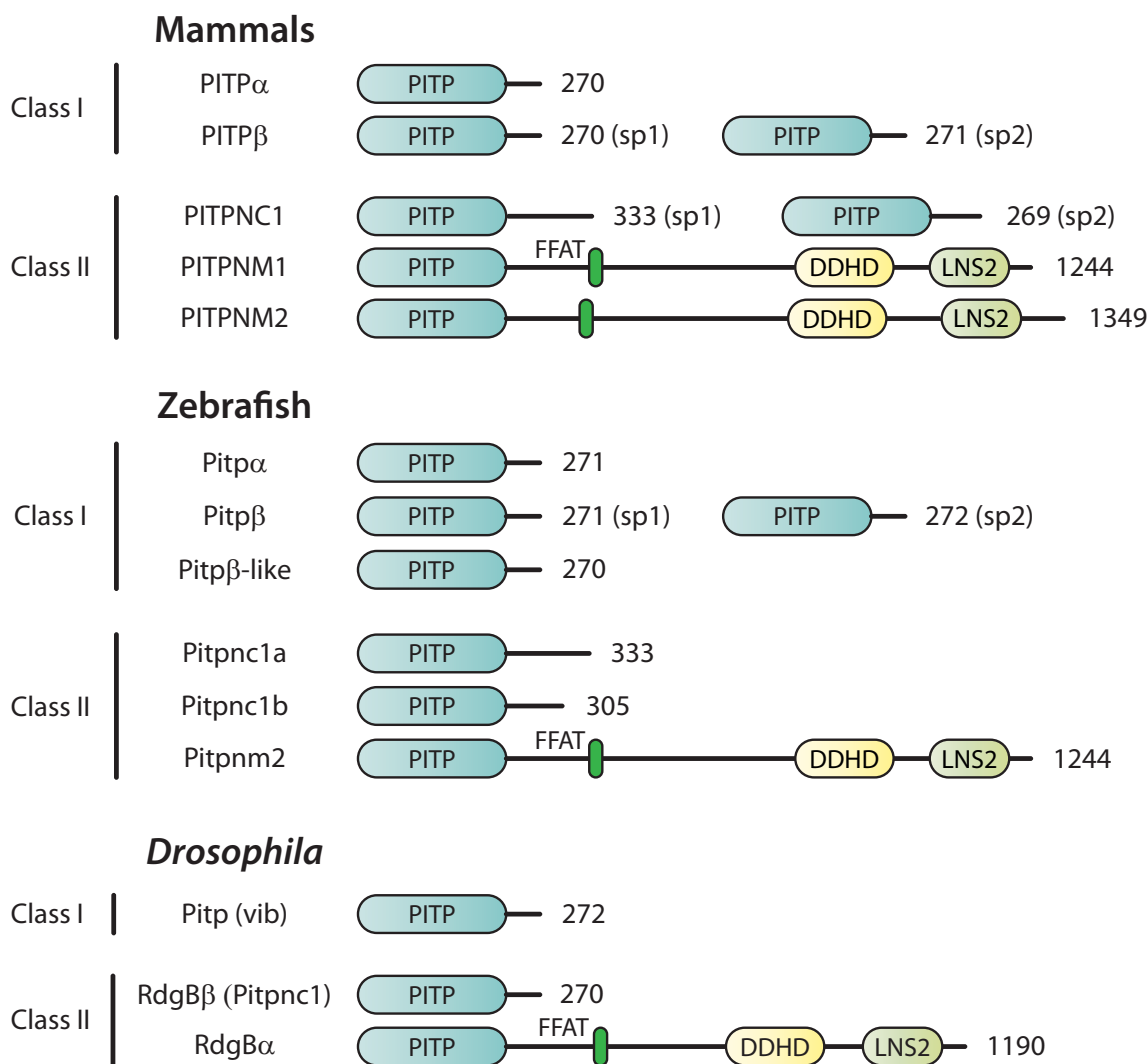 Mammals
Class I
PITPα PITP 270
PITPβ PITP 270 (sp1) PITP 271 (sp2)
Class II
PITPNC1 PITP 333 (sp1) PITP 269 (sp2)
PITPNM1 PITP FFAT DDHD LNS2 1244
PITPNM2 PITP DDHD LNS2 1349
Zebrafish
Class I
Pitpα PITP 271
Pitpβ PITP 271 (sp1) PITP 272 (sp2)
Pitpβ-like PITP 270
Class II
Pitpnc1a PITP 333
Pitpnc1b PITP 305
Pitpnm2 PITP FFAT DDHD LNS2 1244
Drosophila
Class I
Pitp (vib) PITP 272
Class II
RdgBβ (Pitpnc1) PITP 270
RdgBα PITP FFAT DDHD LNS2 1190